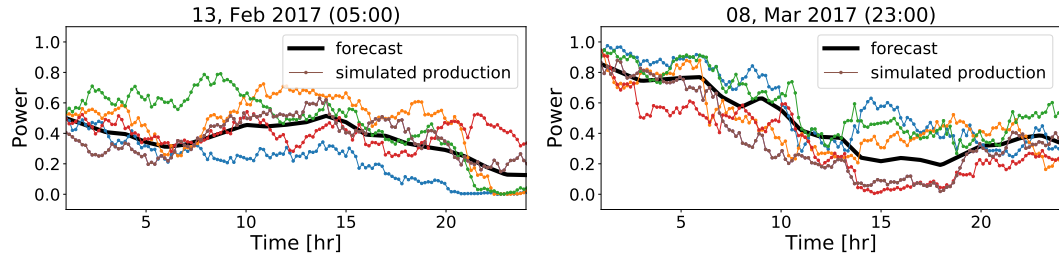 13, Feb 2017 (05:00)
1.0
0.8
0.6
0.4
0.2
0.0
Power
forecast
simulated production
5
10
15
20
Time [hr]
08, Mar 2017 (23:00)
1.0
0.8
0.6
0.4
0.2
0.0
Power
forecast
simulated production
5
10
15
20
Time [hr]